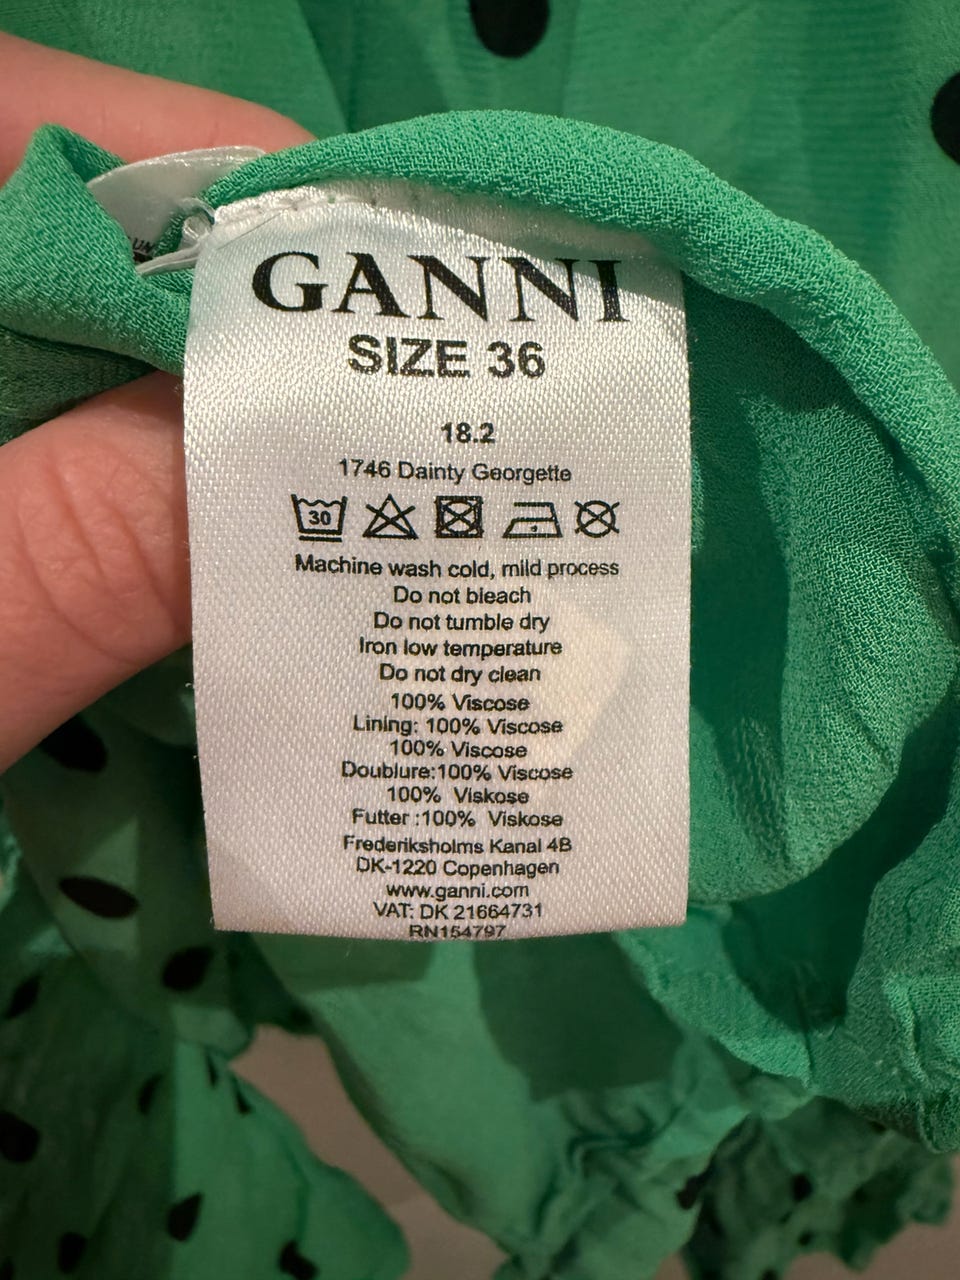 GANNI
SIZE 36
18.2
1746 Dainty Georgette
30
Machine wash cold, mild process
Do not bleach
Do not tumble dry
Iron low temperature
Do not dry clean
100% Viscose
Lining: 100% Viscose
100% Viscose
Doublure:100% Viscose
100% Viskose
Futter :100% Viskose
Frederiksholms Kanal 4B
DK-1220 Copenhagen
www.ganni.com
VAT: DK 21664731
RN154797